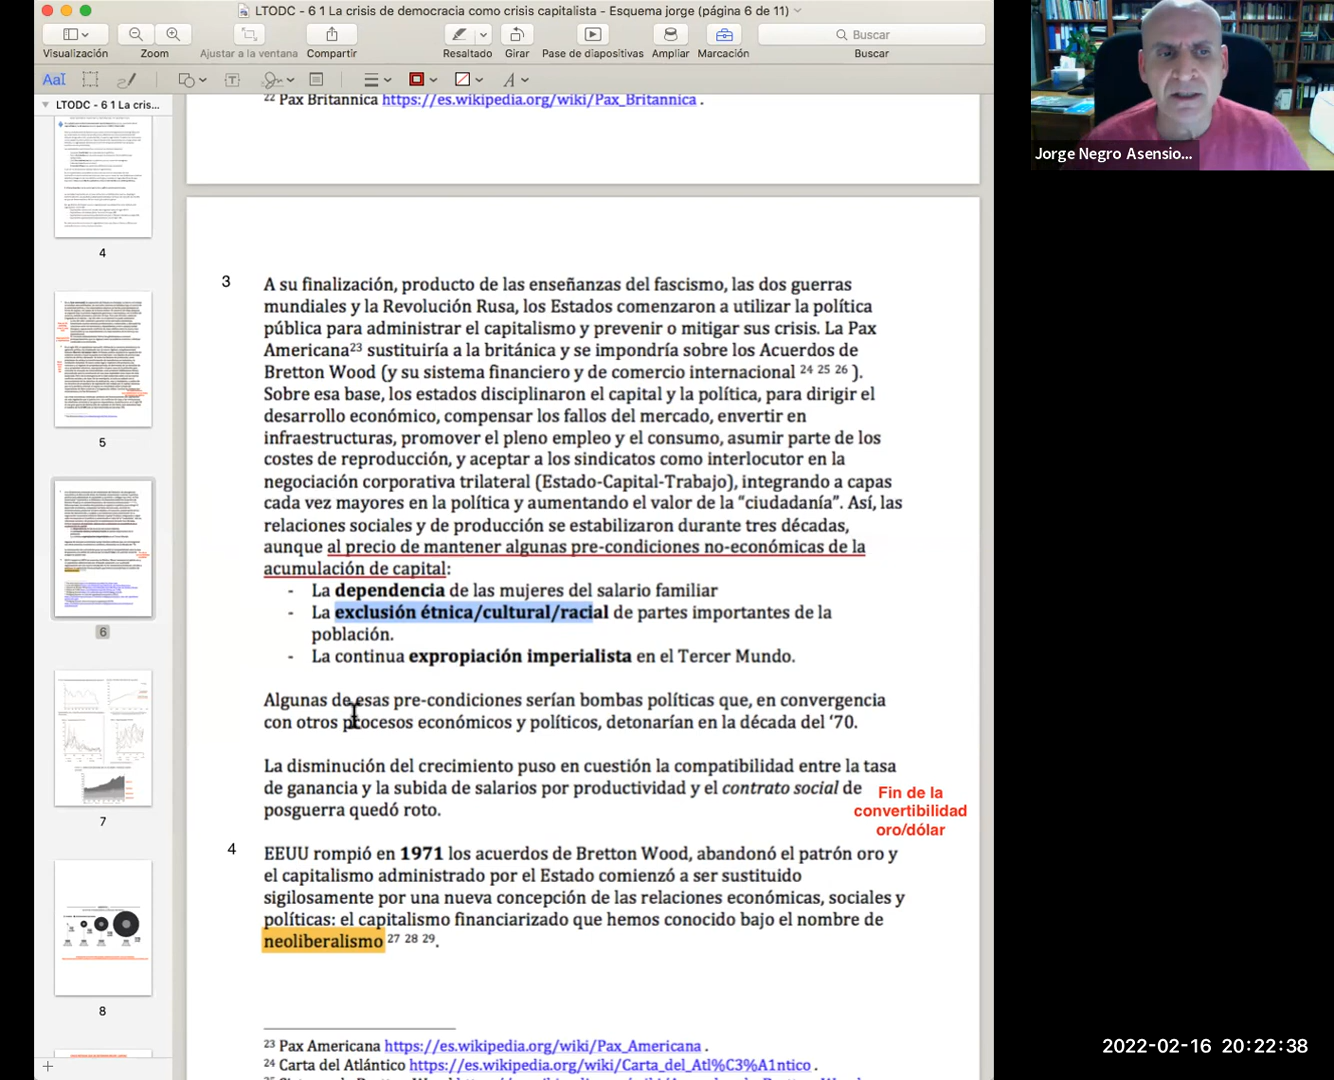 LTODC - 6 1 La crisis de democracia como crisis capitalista - Esquema jorge (página 6 de 11)
Visualización
Zoom
Ajustar a la ventana
Compartir
Resaltado
Girar
Pase de diapositivas
Ampliar
Marcación
Buscar
Buscar
LTODC - 6 1 La cris...
4
5
6
7
8
22 Pax Britannica https://es.wikipedia.org/wiki/Pax_Britannica .
3
A su finalización, producto de las enseñanzas del fascismo, las dos guerras
mundiales y la Revolución Rusa, los Estados comenzaron a utilizar la política
pública para administrar el capitalismo y prevenir o mitigar sus crisis. La Pax
Americana23 sustituiría a la británica y se impondría sobre los Acuerdos de
Bretton Wood (y su sistema financiero y de comercio internacional 24 25 26 ).
Sobre esa base, los estados disciplinaron el capital y la política, para dirigir el
desarrollo económico, compensar los fallos del mercado, envertir en
infraestructuras, promover el pleno empleo y el consumo, asumir parte de los
costes de reproducción, y aceptar a los sindicatos como interlocutor en la
negociación corporativa trilateral (Estado-Capital-Trabajo), integrando a capas
cada vez mayores en la política y aumentando el valor de la "ciudadanía". Así, las
relaciones sociales y de producción se estabilizaron durante tres décadas,
aunque al precio de mantener algunas pre-condiciones no-económicas de la
acumulación de capital:
- La dependencia de las mujeres del salario familiar
- La exclusión étnica/cultural/racial de partes importantes de la
población.
- La continua expropiación imperialista en el Tercer Mundo.
Algunas de esas pre-condiciones serían bombas políticas que, en convergencia
con otros procesos económicos y políticos, detonarían en la década del '70.
La disminución del crecimiento puso en cuestión la compatibilidad entre la tasa
de ganancia y la subida de salarios por productividad y el contrato social de
posguerra quedó roto.
Fin de la
convertibilidad
oro/dólar
4
EEUU rompió en 1971 los acuerdos de Bretton Wood, abandonó el patrón oro y
el capitalismo administrado por el Estado comienzó a ser sustituido
sigilosamente por una nueva concepción de las relaciones económicas, sociales y
políticas: el capitalismo financiarizado que hemos conocido bajo el nombre de
neoliberalismo 27 28 29.
23 Pax Americana https://es.wikipedia.org/wiki/Pax_Americana .
24 Carta del Atlántico https://es.wikipedia.org/wiki/Carta_del_Atl%C3%A1ntico .
Jorge Negro Asensio...
2022-02-16 20:22:38